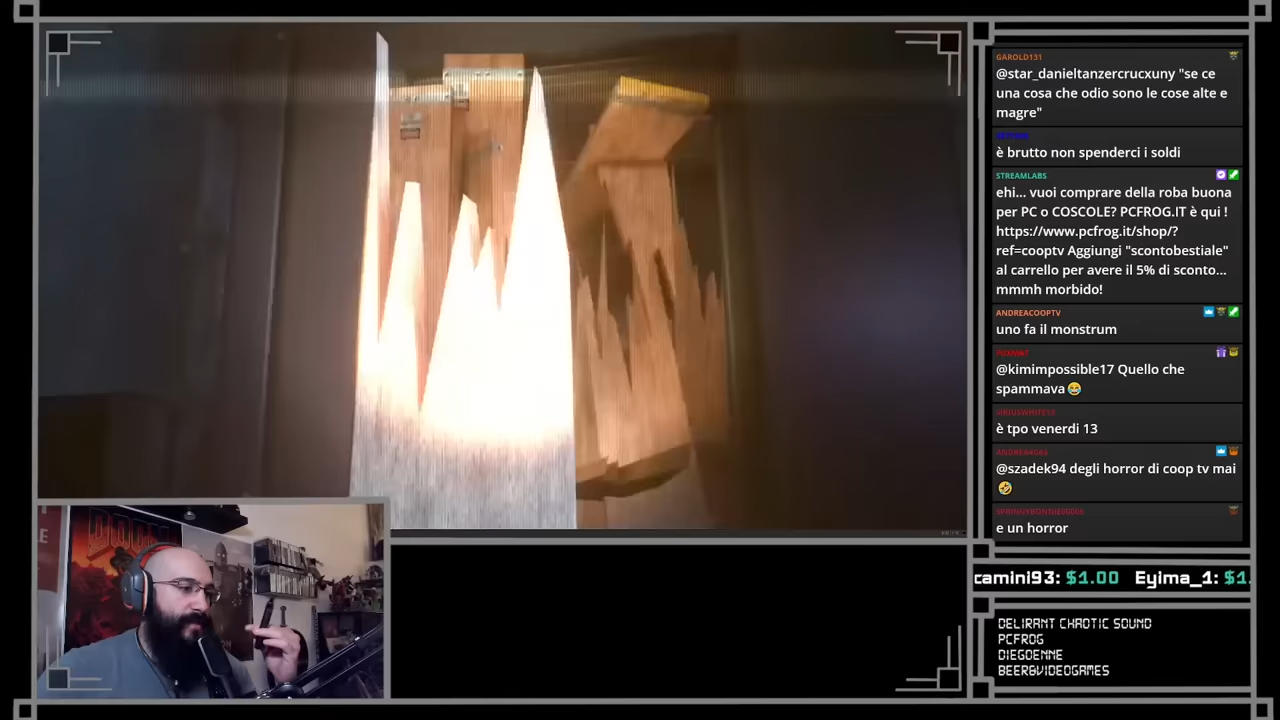 GAROLD131
@star_danieltanzercrucxuny "se ce
una cosa che odio sono le cose alte e
magre"
è brutto non spenderci i soldi
STREAMLABS
ehi... vuoi comprare della roba buona
per PC o COSCOLE? PCFROG.IT è qui !
https://www.pcfrog.it/shop/?
ref=cooptv Aggiungi "scontobestiale"
al carrello per avere il 5% di sconto...
mmmh morbido!
ANDREACOOPTV
uno fa il monstrum
@kimimpossible17 Quello che
spammava😂
è tpo venerdi 13
@szadek94 degli horror di coop tv mai
🤣
e un horror
camini93: $1.00 Eyima_1: $1.
DELIRANT CHAOTIC SOUND
PCFROG
DIEGOENNE
BEER&VIDEOGAMES
DOOM